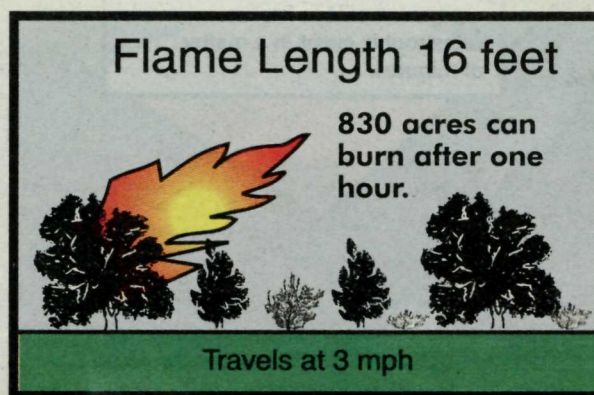 Flame Length 16 feet
830 acres can
burn after one
hour.
Travels at 3 mph